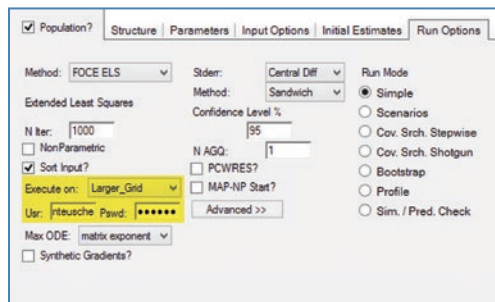 Population? Structure Parameters Input Options Initial Estimates Run Options
Method: FOCE ELS Stderr: Central Diff Run Mode
Method: Sandwich Simple
Extended Least Squares Confidence Level % Scenarios
N Iter: 1000 95 Cov. Srch. Stepwise
NonParametric N AGQ: 1 Cov. Srch. Shotgun
Sort Input? PCWRES? Bootstrap
Execute on: Larger_Grid MAP-NP Start? Profile
Usr: nteusche Pswd: ●●●●●● Advanced >> Sim. / Pred. Check
Max ODE: matrix exponent
Synthetic Gradients?